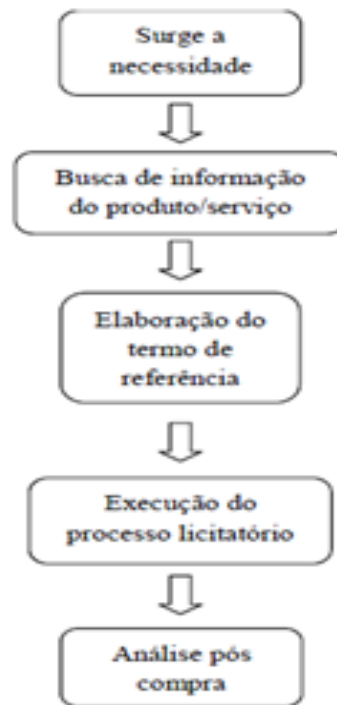 Surge a
necessidade
Busca de informação
do produto/serviço
Elaboração do
termo de
referência
Execução do
processo licitatório
Análise pós
compra